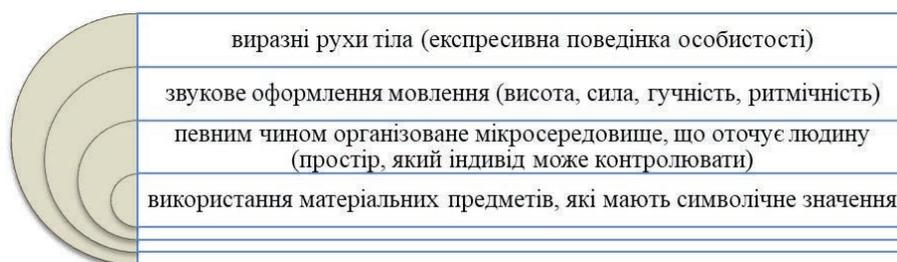 виразні рухи тіла (експресивна поведінка особистості)
звукове оформлення мовлення (висота, сила, гучність, ритмічність)
певним чином організоване мікросередовище, що оточує людину
(простір, який індивід може контролювати)
використання матеріальних предметів, які мають символічне значення